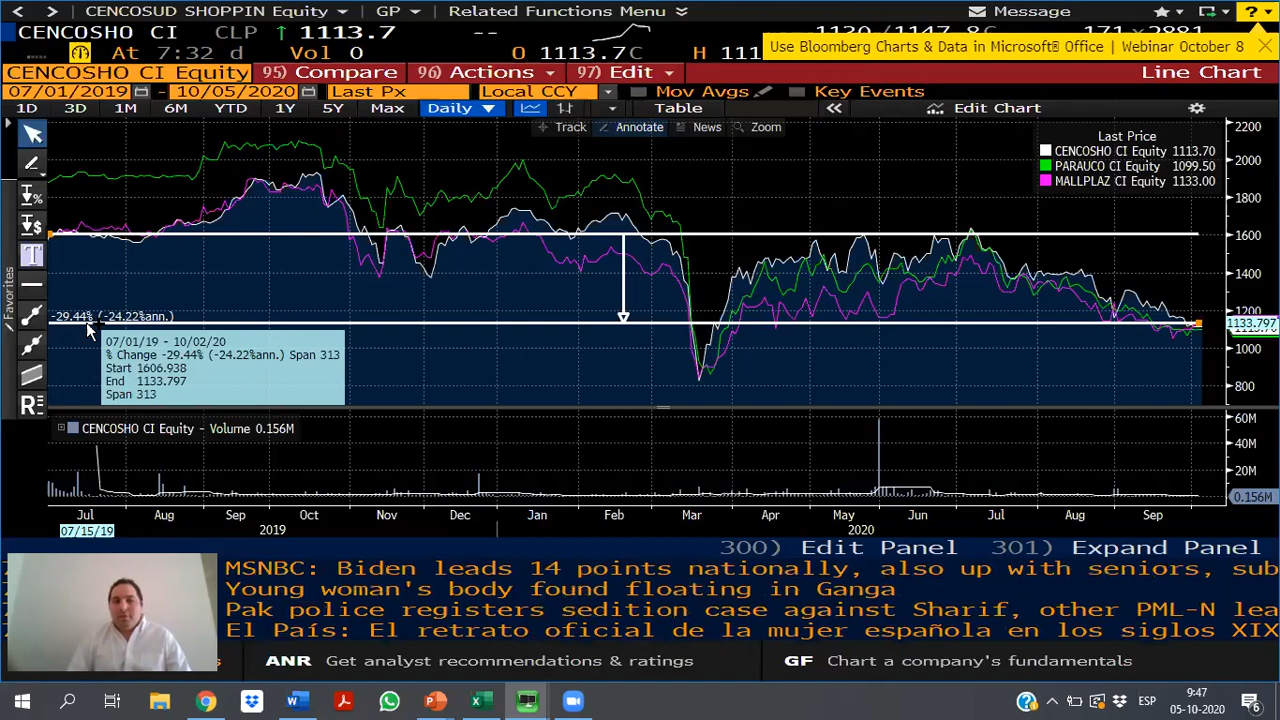 CENCOSUD SHOPPIN Equity GP Related Functions Menu Message ?
CENCOSHO CI CLP ↑ 1113.7 -- 1130/1147.8C 171×2881
At 7:32 d Vol 0 O 1113.7C H
Use Bloomberg Charts & Data in Microsoft® Office | Webinar October 8
CENCOSHO CI Equity 95) Compare 96) Actions 97) Edit Line Chart
07/01/2019 - 10/05/2020 Last Px Local CCY Mov Avgs Key Events
1D 3D 1M 6M YTD 1Y 5Y Max Daily Table « Edit Chart
Track Annotate News Zoom
Last Price
CENCOSHO CI Equity 1113.70
PARAUCO CI Equity 1099.50
MALLPLAZ CI Equity 1133.00
2200
2000
1800
1600
1400
1200
1133.797
1000
800
Favorites
T
R
-29.44% (-24.22%ann.)
07/01/19 - 10/02/20
% Change -29.44% (-24.22%ann.) Span 313
Start 1606.938
End 1133.797
Span 313
CENCOSHO CI Equity - Volume 0.156M
60M
40M
20M
0.156M
Jul Aug Sep Oct Nov Dec Jan Feb Mar Apr May Jun Jul Aug Sep
07/15/19 2019 2020
300) Edit Panel 301) Expand Panel
MSNBC: Biden leads 14 points nationally, also up with seniors, sub
Young woman's body found floating in Ganga
Pak police registers sedition case against Sharif, other PML-N lea
El País: El retrato oficial de la mujer española en los siglos XIX
ANR Get analyst recommendations & ratings GF Chart a company's fundamentals
ESP
9:47
05-10-2020
6